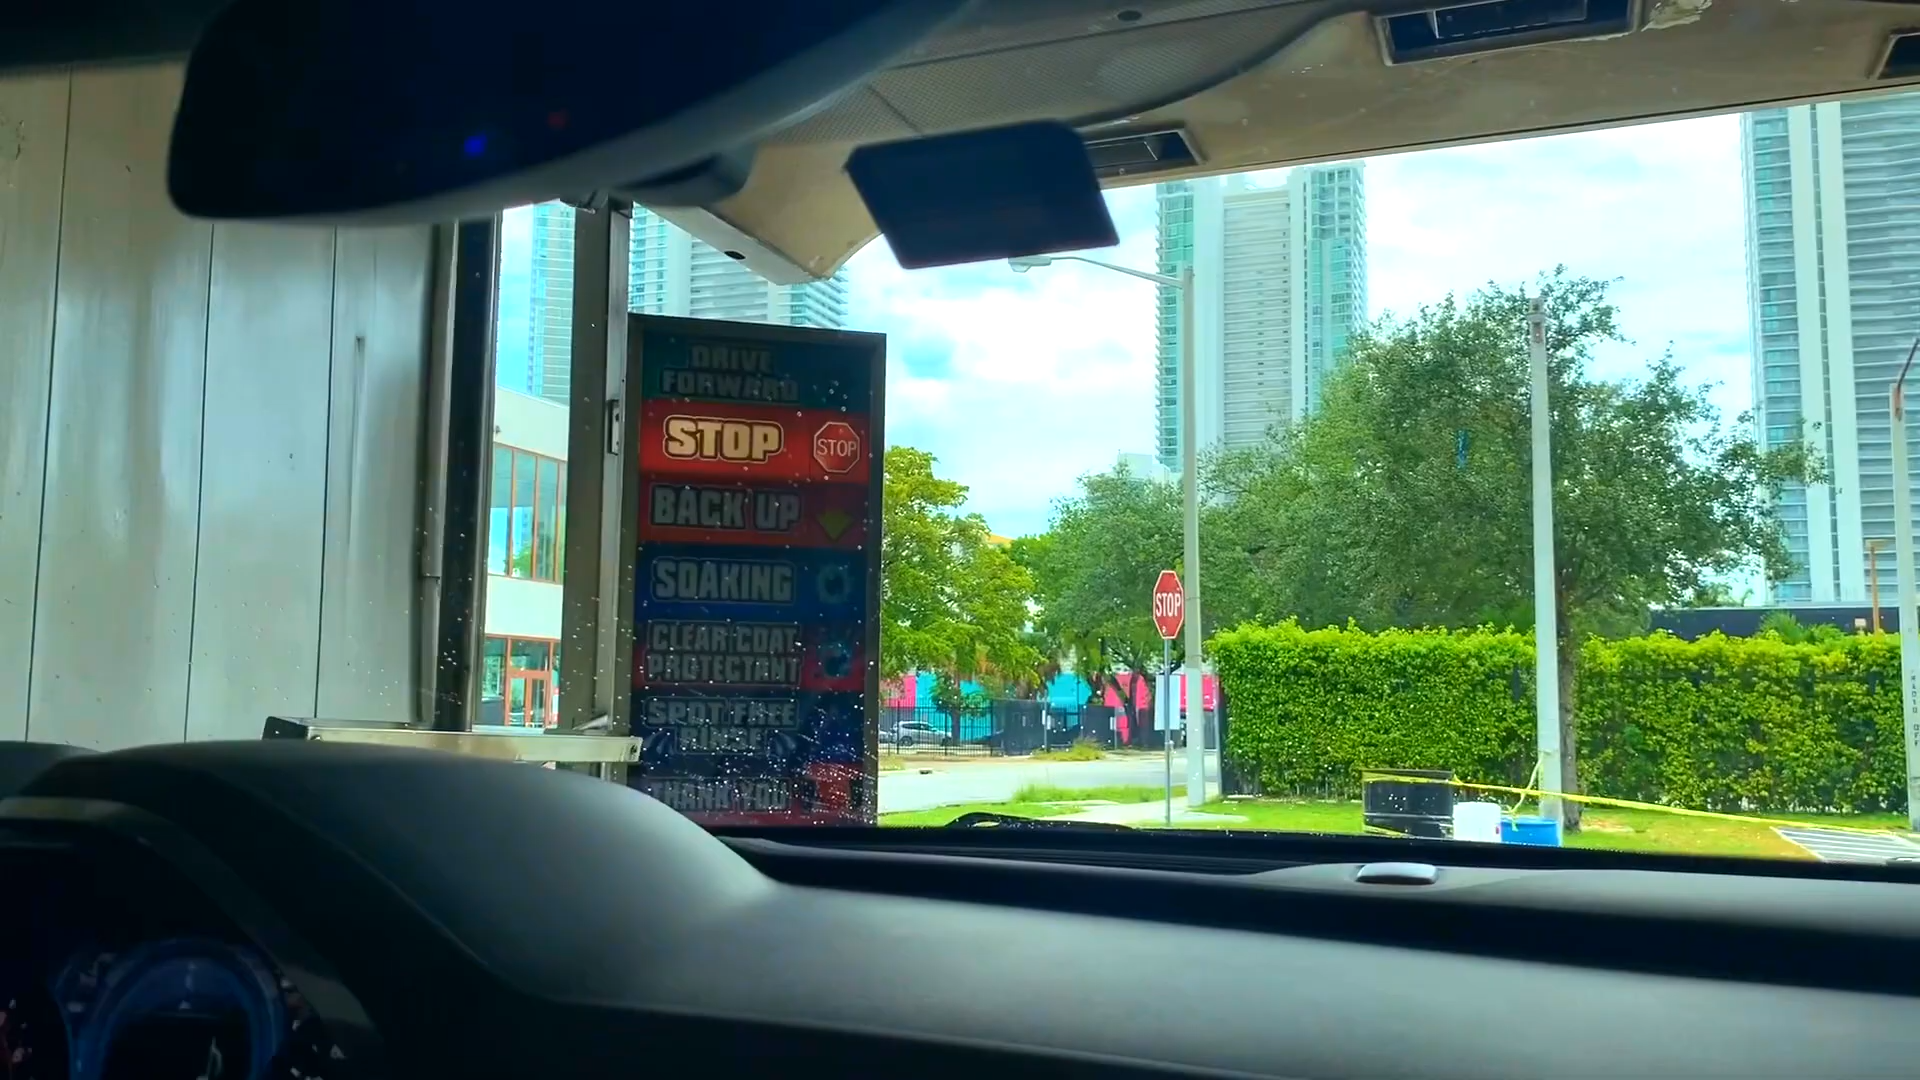 DRIVE
FORWARD
STOP
STOP
BACK UP
SOAKING
CLEAR COAT
PROTECTANT
SPOT FREE
RINSE
THANK YOU
STOP